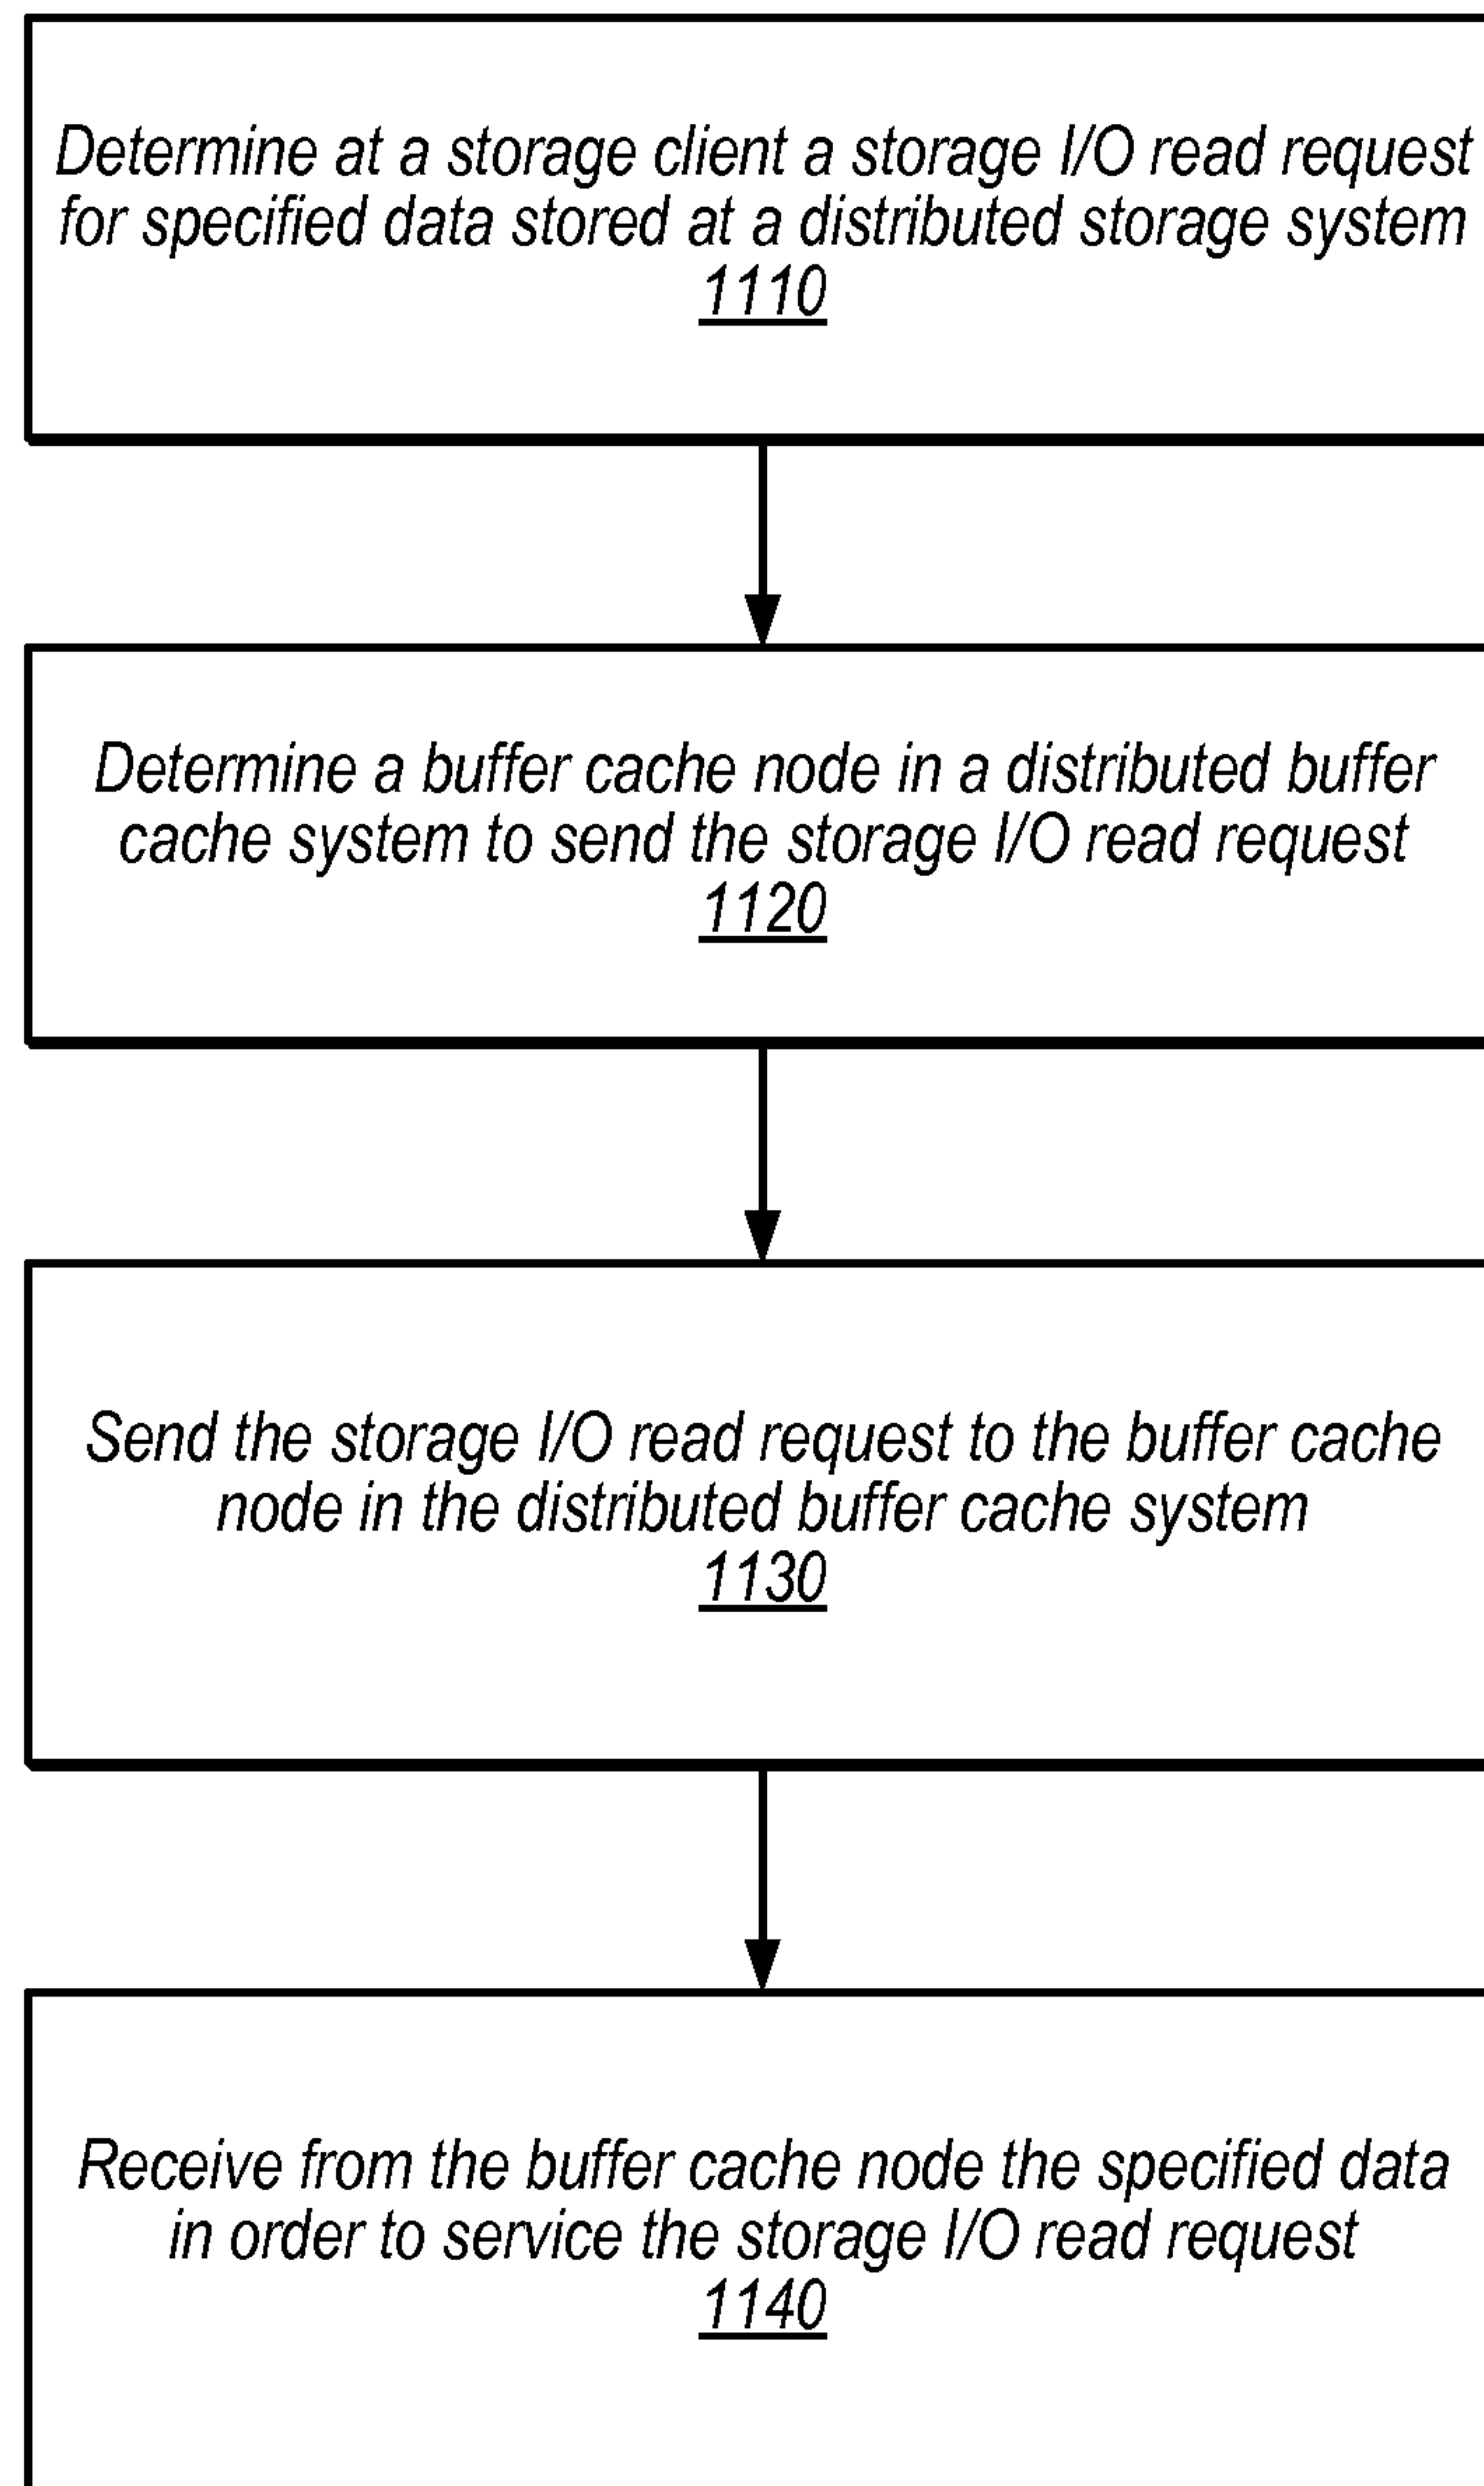 Determine at a storage client a storage I/O read request
for specified data stored at a distributed storage system
1110
Determine a buffer cache node in a distributed buffer
cache system to send the storage I/O read request
1120
Send the storage I/O read request to the buffer cache
node in the distributed buffer cache system
1130
Receive from the buffer cache node the specified data
in order to service the storage I/O read request
1140